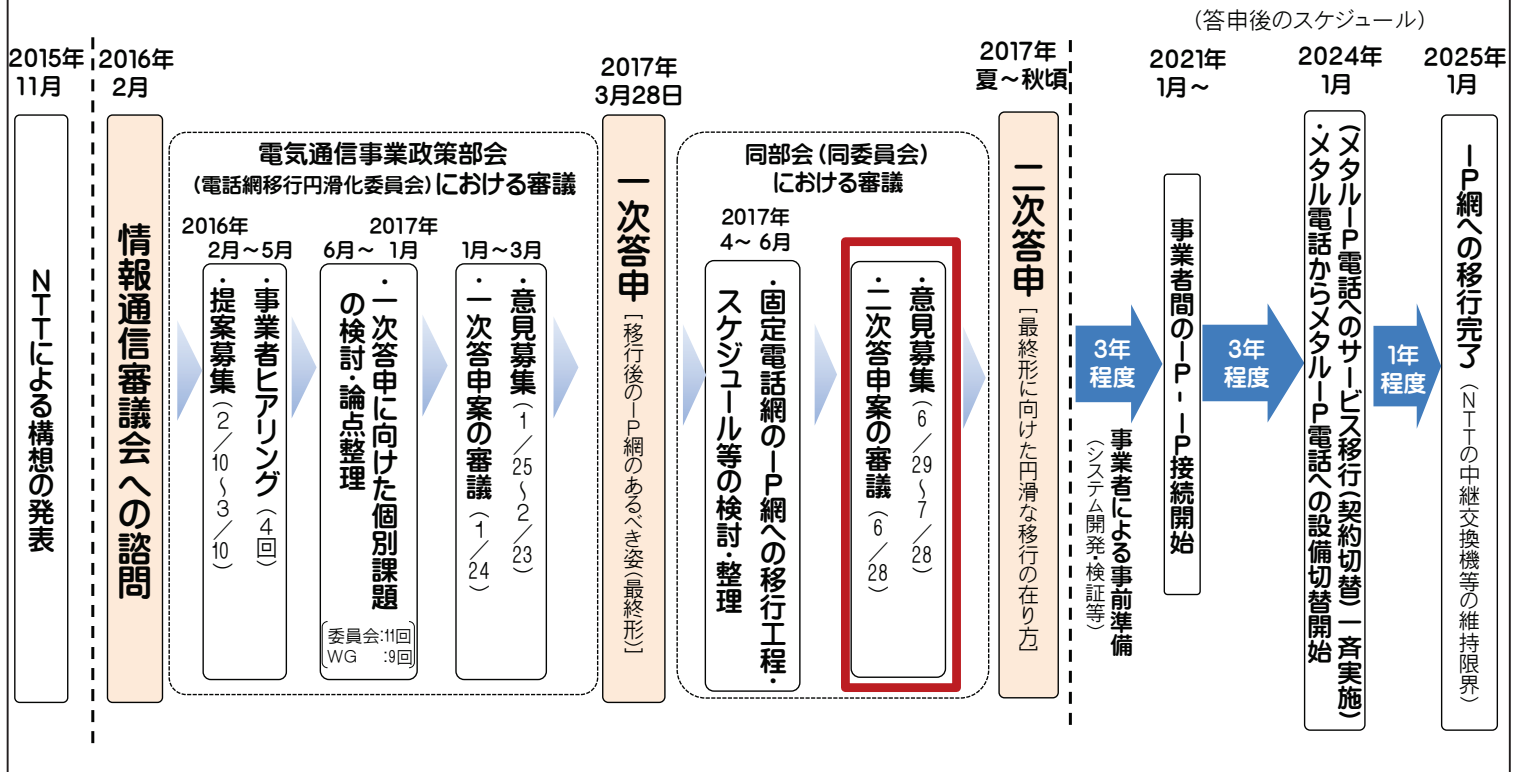 (答申後のスケジュール)
2015年
11月
NTTによる構想の発表
2016年
2月
情報通信審議会への諮問
電気通信事業政策部会
(電話網移行円滑化委員会)における審議
2016年
2月～5月
・提案募集(2/10～3/10)
・事業者ヒアリング(4回)
2017年
6月～ 1月
・一次答申に向けた個別課題
の検討・論点整理
委員会:11回
WG :9回
1月～3月
・一次答申案の審議(1/24)
・意見募集(1/25～2/23)
2017年
3月28日
一次答申[移行後のIP網のあるべき姿(最終形)]
同部会(同委員会)
における審議
2017年
4～ 6月
・固定電話網のIP網への移行工程・
スケジュール等の検討・整理
・二次答申案の審議(6/28)
・意見募集(6/29～7/28)
2017年
夏～秋頃
二次答申[最終形に向けた円滑な移行の在り方]
3年
程度
事業者による事前準備
(システム開発・検証等)
2021年
1月～
事業者間のIP-IP接続開始
3年
程度
2024年
1月
・メタル電話からメタルIP電話への設備切替開始
(メタルIP電話へのサービス移行(契約切替)一斉実施)
1年
程度
2025年
1月
IP網への移行完了(NTTの中継交換機等の維持限界)